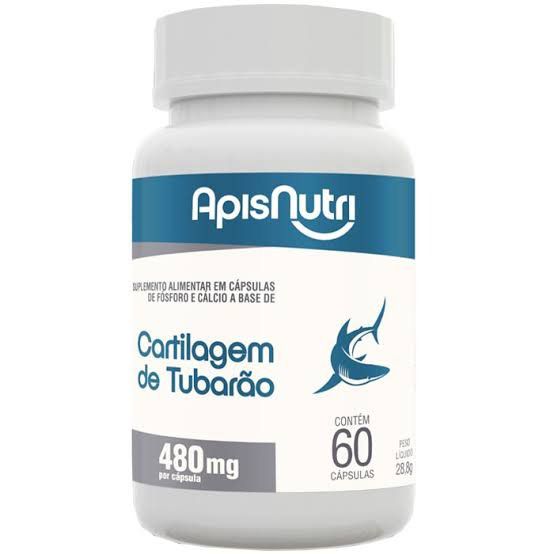 ApisNutri
SUPLEMENTO ALIMENTAR EM CÁPSULAS
DE FÓSFORO E CÁLCIO A BASE DE
Cartilagem
de Tubarão
480mg
por cápsula
CONTÉM
60
CÁPSULAS
PESO
LÍQUIDO
28,8g